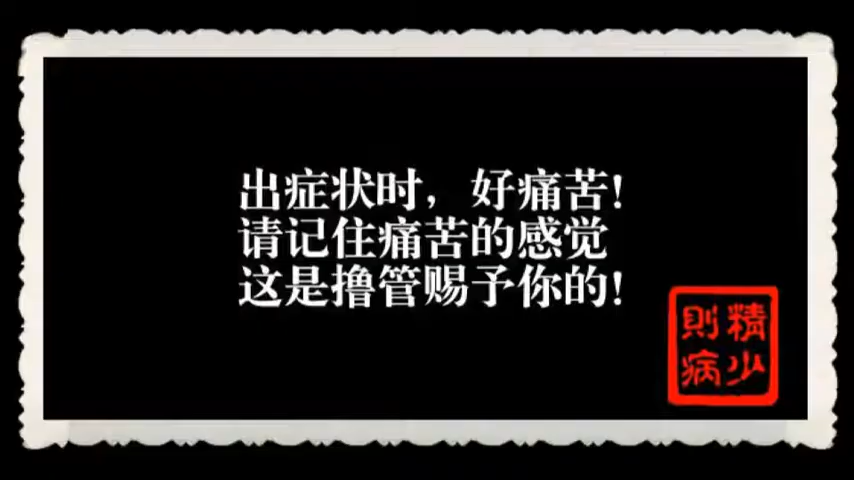 出症状时，好痛苦!
请记住痛苦的感觉
这是撸管赐予你的!
精少
則病